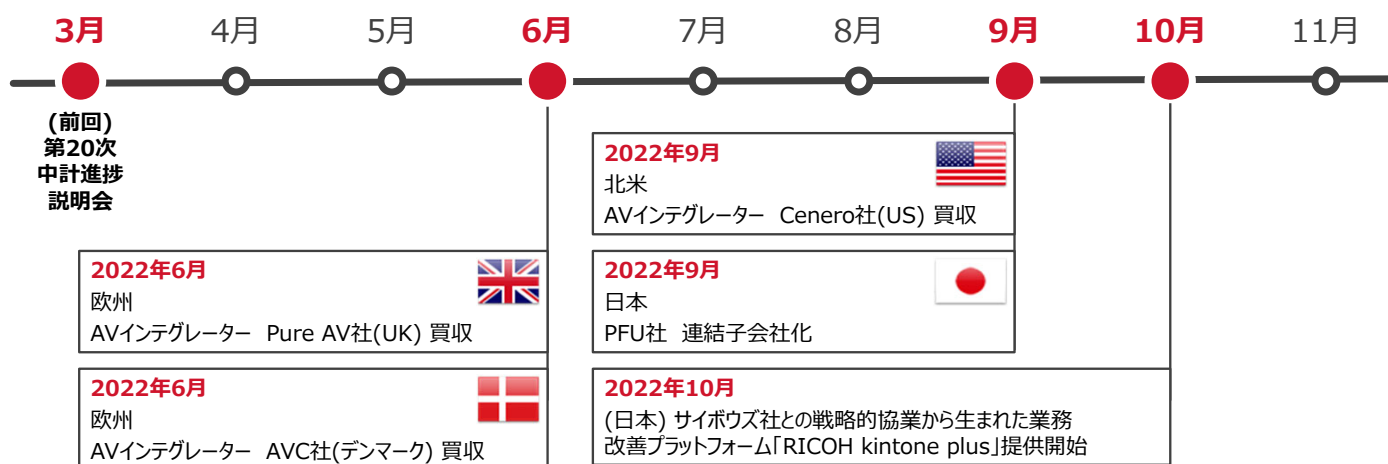 3月 4月 5月 6月 7月 8月 9月 10月 11月
(前回)
第20次
中計進捗
説明会
2022年6月
欧州
AVインテグレーター Pure AV社(UK) 買収
2022年6月
欧州
AVインテグレーター AVC社(デンマーク) 買収
2022年9月
北米
AVインテグレーター Cenero社(US) 買収
2022年9月
日本
PFU社 連結子会社化
2022年10月
(日本) サイボウズ社との戦略的協業から生まれた業務
改善プラットフォーム「RICOH kintone plus」提供開始